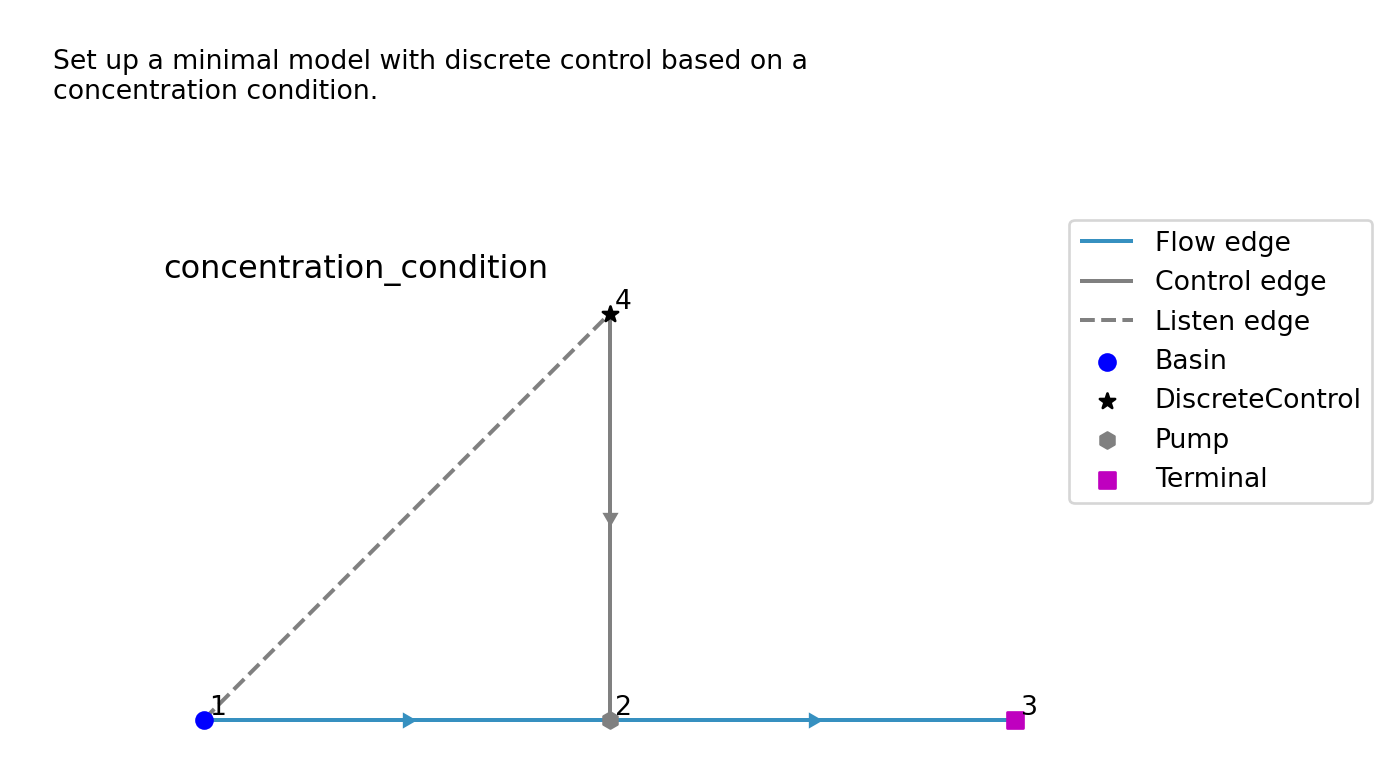 Set up a minimal model with discrete control based on a
concentration condition.
concentration_condition
4
1
2
3
Flow edge
Control edge
Listen edge
Basin
DiscreteControl
Pump
Terminal